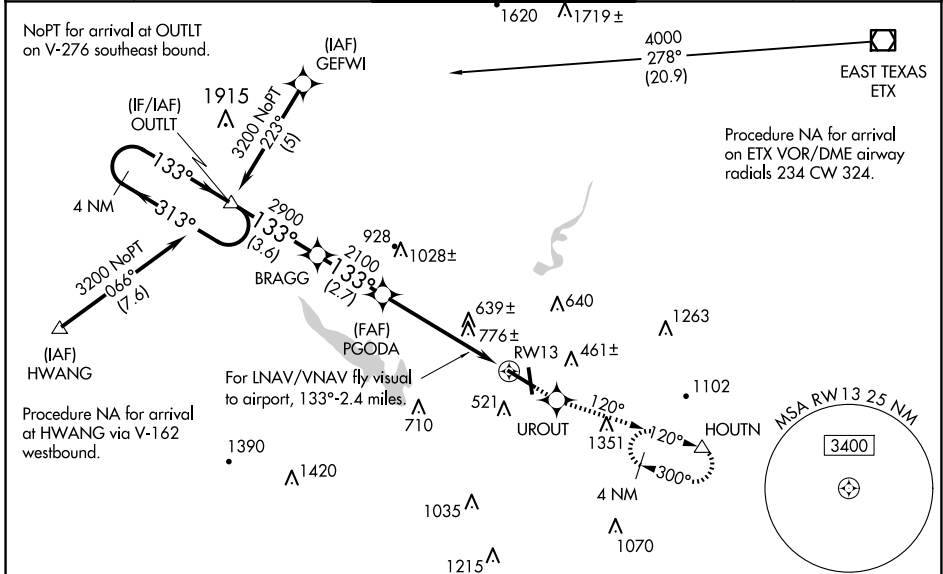 1620
1719±
NoPT for arrival at OUTLT
on V-276 southeast bound.
(IAF)
GEFWI
4000
278°
(20.9)
EAST TEXAS
ETX
1915
(IF/IAF)
OUTLT
3200 NoPT
223°
(5)
Procedure NA for arrival
on ETX VOR/DME airway
radials 234 CW 324.
133°
4 NM
313°
2900
133°
(3.6)
BRAGG
928
1028±
2100
133°
(2.7)
3200 NoPT
066°
(7.6)
(IAF)
HWANG
(FAF)
PGODA
639±
776±
640
1263
RW13
461±
For LNAV/VNAV fly visual
to airport, 133°-2.4 miles.
Procedure NA for arrival
at HWANG via V-162
westbound.
710
521
UROUT
120°
1102
1351
120°
HOUTN
300°
4 NM
MSA RW13 25 NM
3400
1390
1420
1035
1070
1215